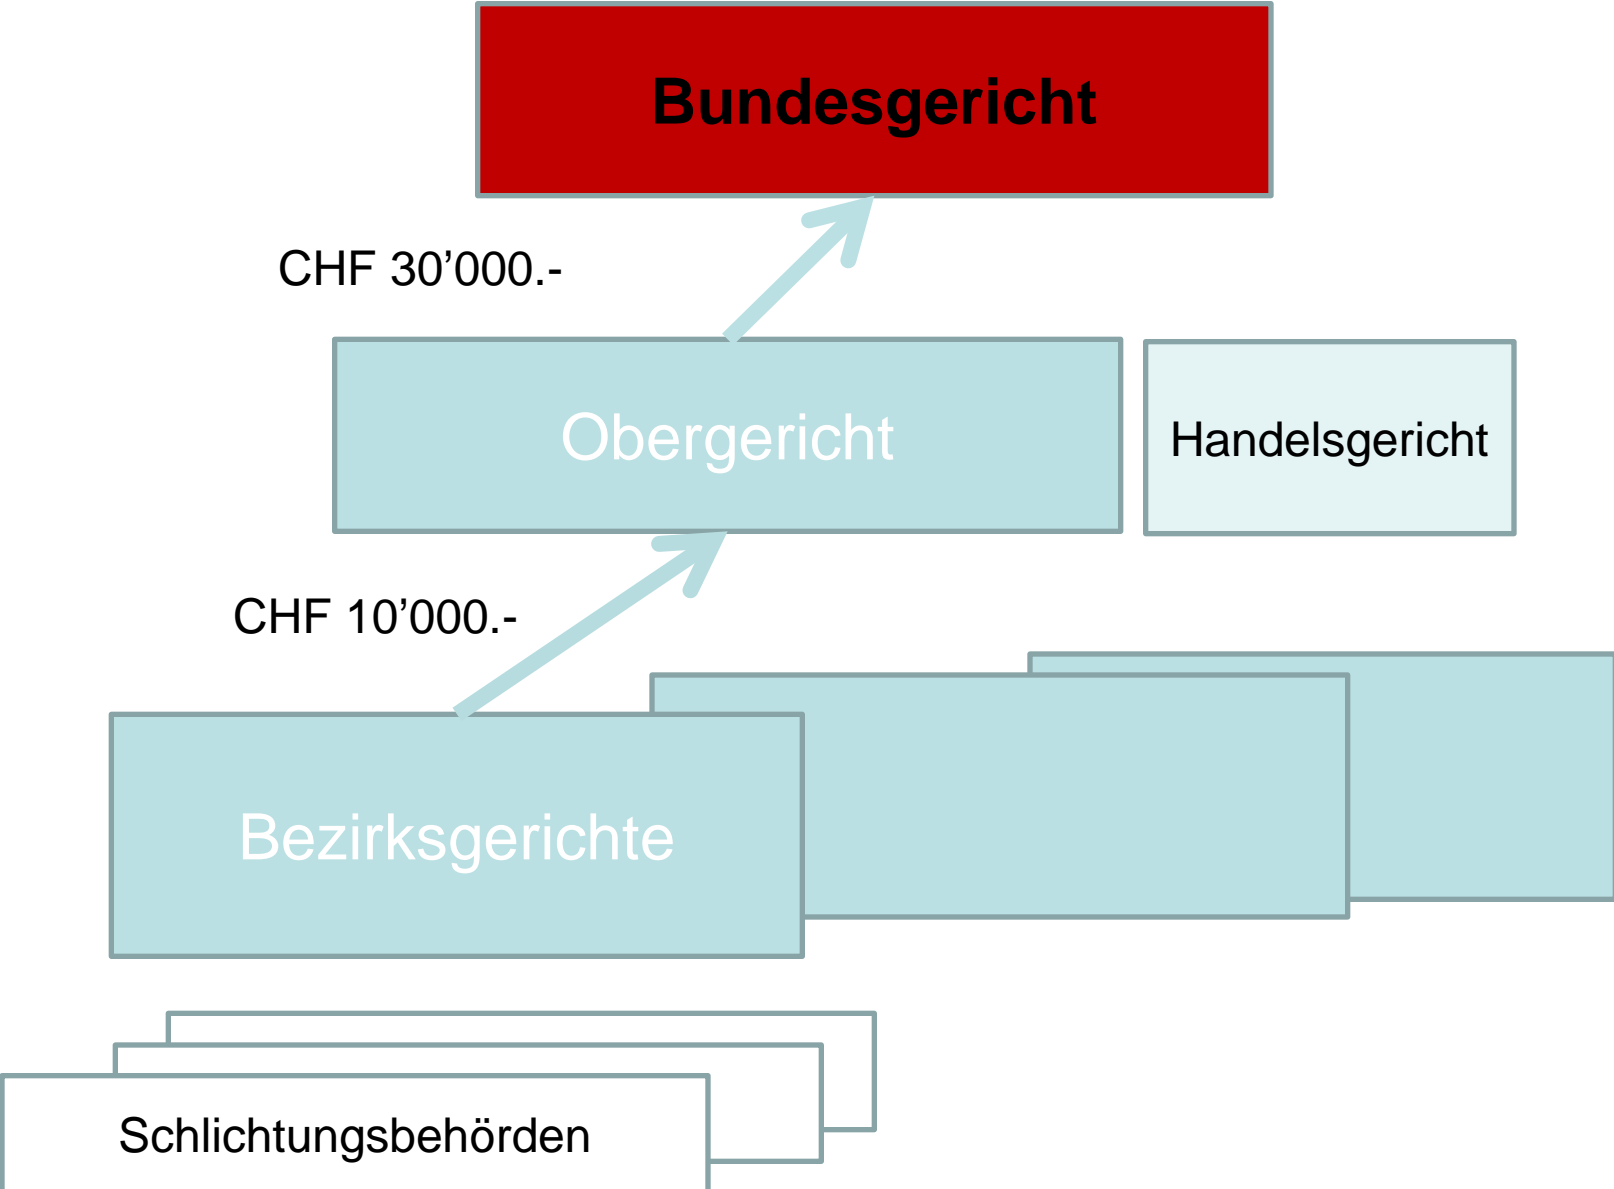 Bundesgericht
CHF 30’000.-
Obergericht
Handelsgericht
CHF 10’000.-
Bezirksgerichte
Schlichtungsbehörden